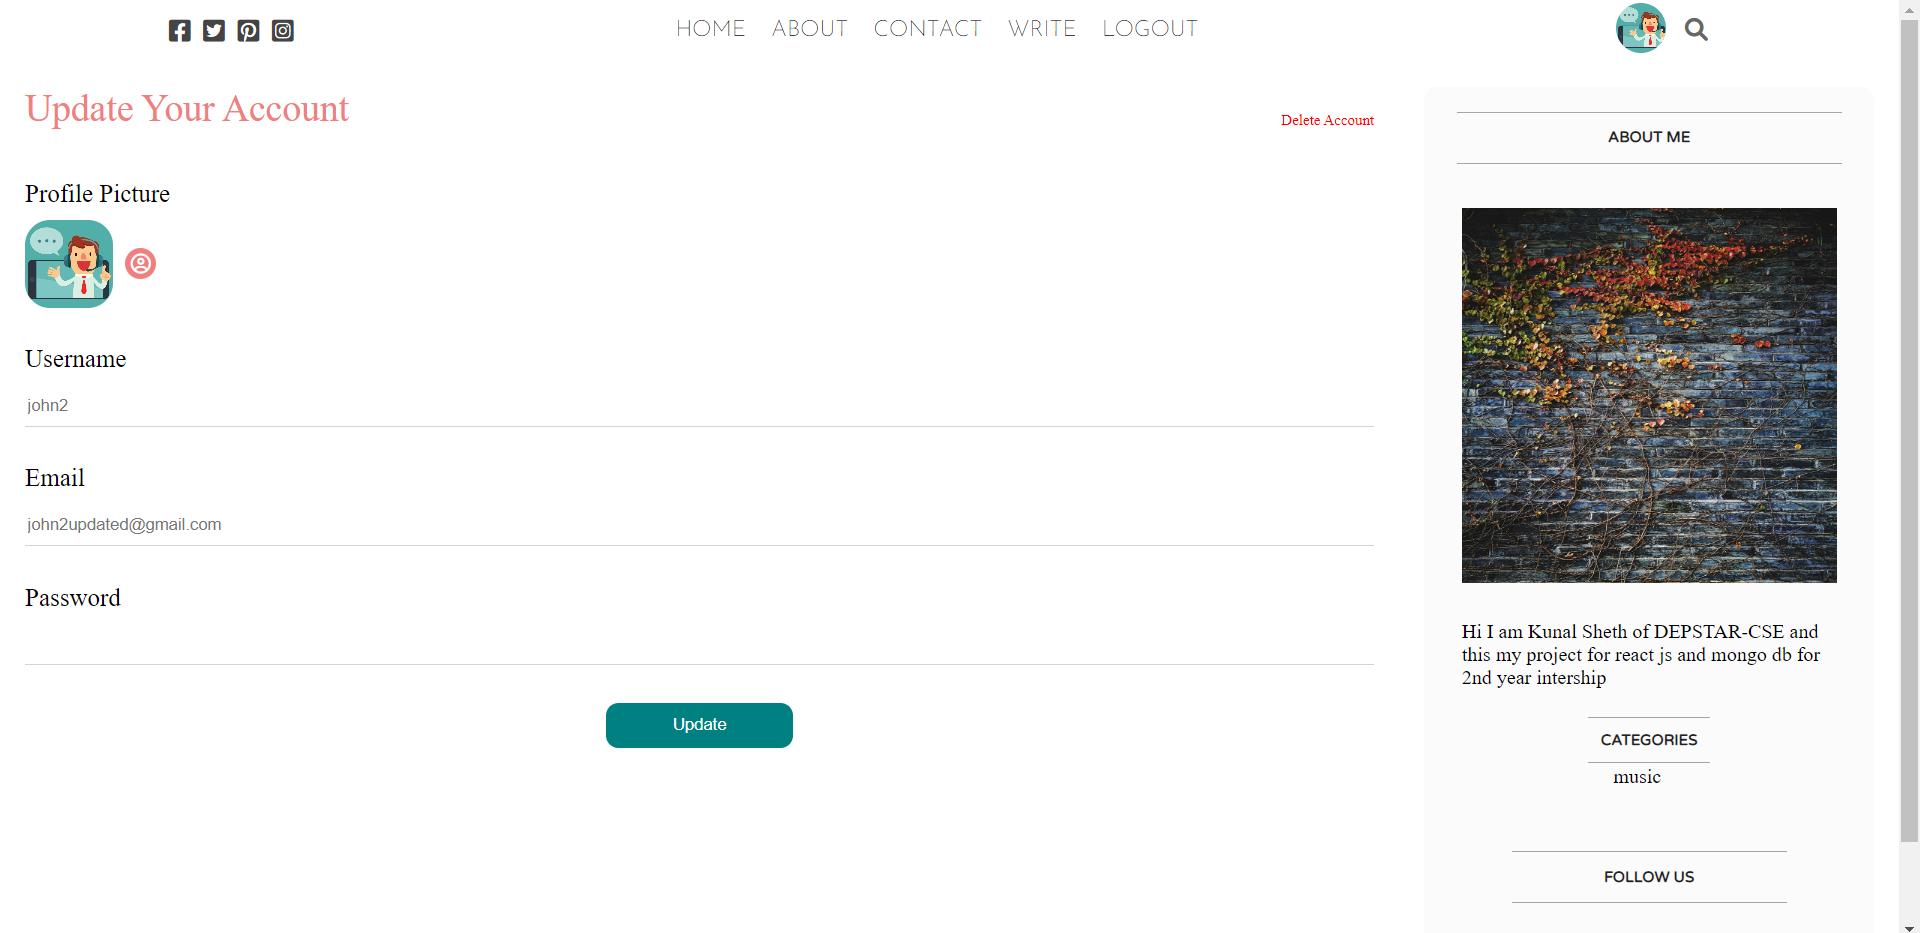 HOME ABOUT CONTACT WRITE LOGOUT
Update Your Account
Delete Account
Profile Picture
Username
john2
Email
john2updated@gmail.com
Password
Update
ABOUT ME
Hi I am Kunal Sheth of DEPSTAR-CSE and
this my project for react js and mongo db for
2nd year intership
CATEGORIES
music
FOLLOW US